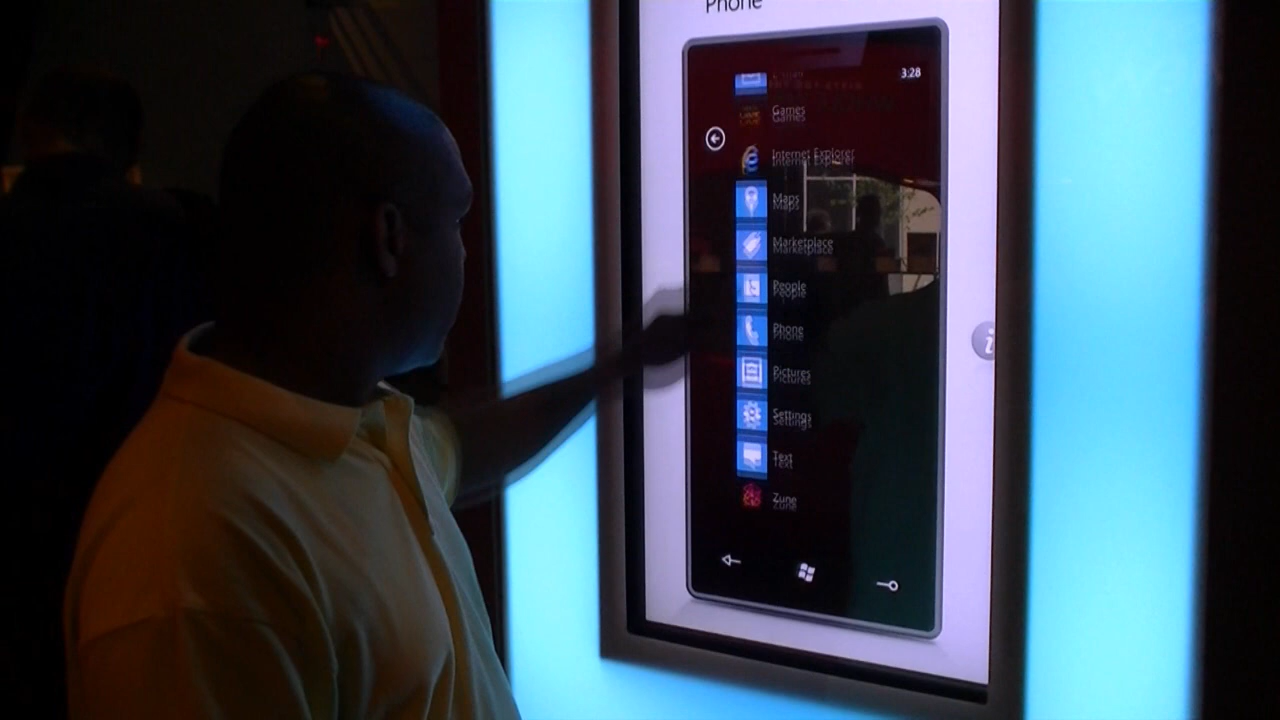 Phone
3:28
Games
Internet Explorer
Maps
Marketplace
People
Phone
Pictures
Settings
Text
Zune
i